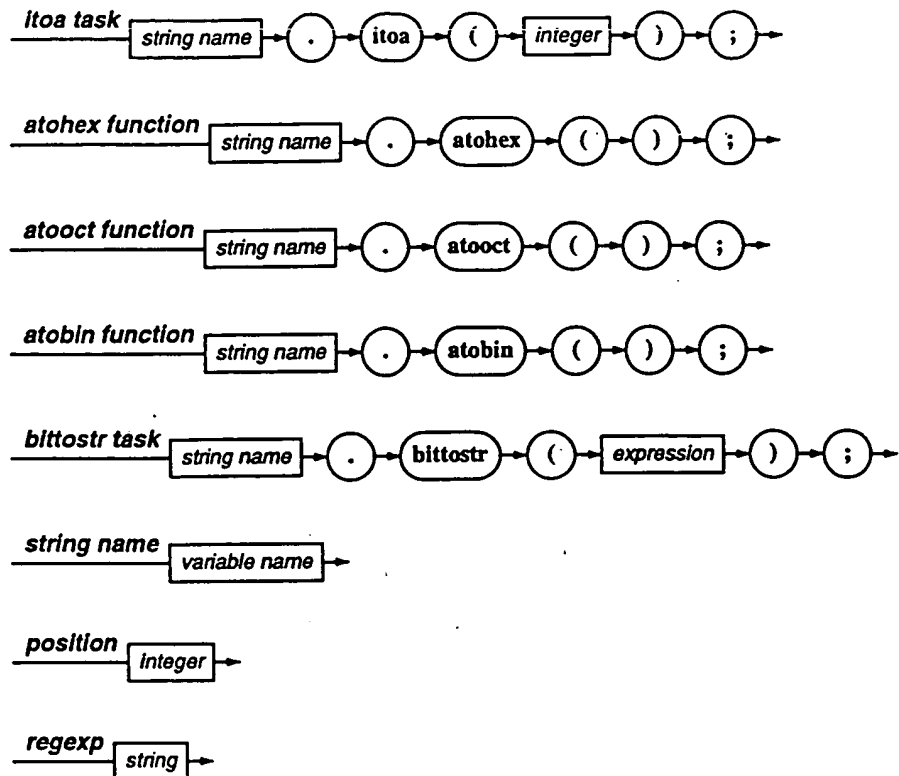 itoa task string name . itoa ( integer ) ;
atohex function string name . atohex ( ) ;
atooct function string name . atooct ( ) ;
atobin function string name . atobin ( ) ;
bittostr task string name . bittostr ( expression ) ;
string name variable name
position integer
regexp string